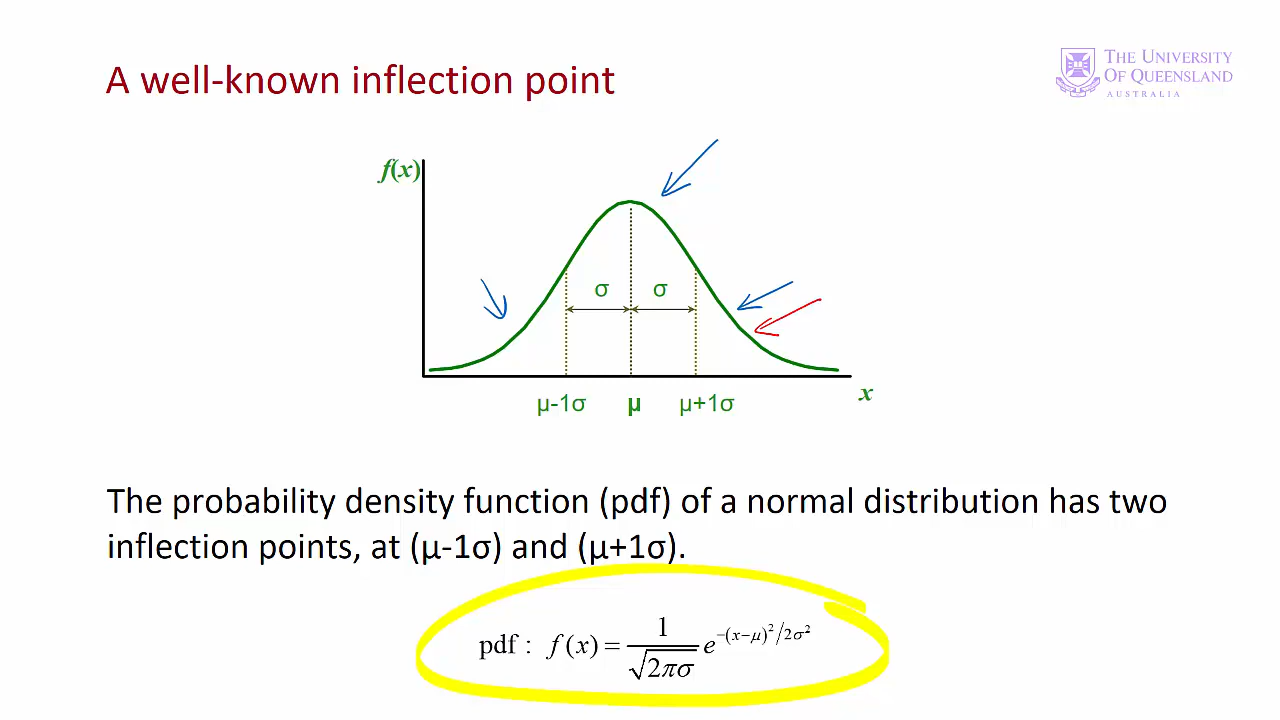 A well-known inflection point
THE UNIVERSITY
OF QUEENSLAND
AUSTRALIA
f(x)
σ σ
μ-1σ μ μ+1σ
x
The probability density function (pdf) of a normal distribution has two
inflection points, at (μ-1σ) and (μ+1σ).
pdf : f(x) = 1/√(2πσ) e^{-(x-μ)²/2σ²}